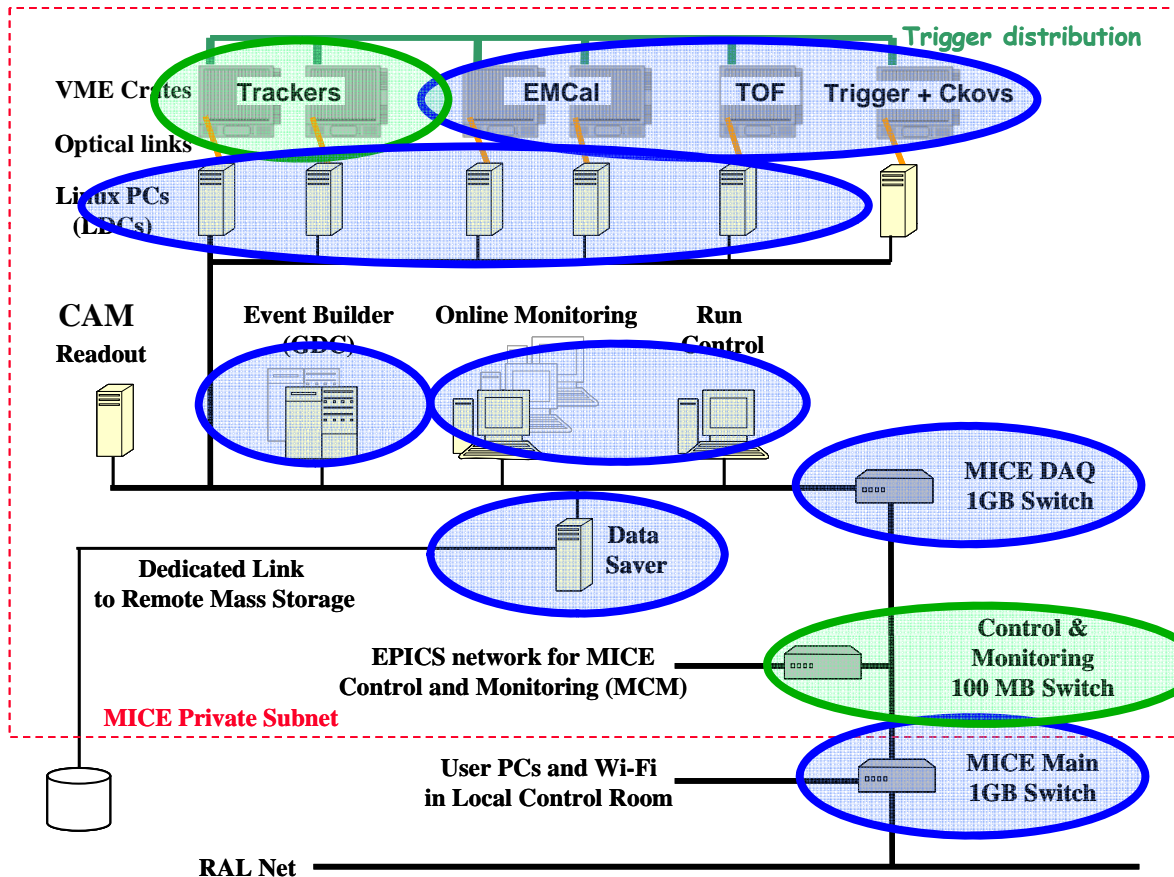 Trigger distribution
VME Crates
Trackers
EMCal
TOF
Trigger + Ckovs
Optical links
Linux PCs
(LDCs)
CAM
Readout
Event Builder
(GDC)
Online Monitoring
Run
Control
MICE DAQ
1GB Switch
Data
Saver
Dedicated Link
to Remote Mass Storage
Control &
Monitoring
100 MB Switch
EPICS network for MICE
Control and Monitoring (MCM)
MICE Private Subnet
MICE Main
1GB Switch
User PCs and Wi-Fi
in Local Control Room
RAL Net